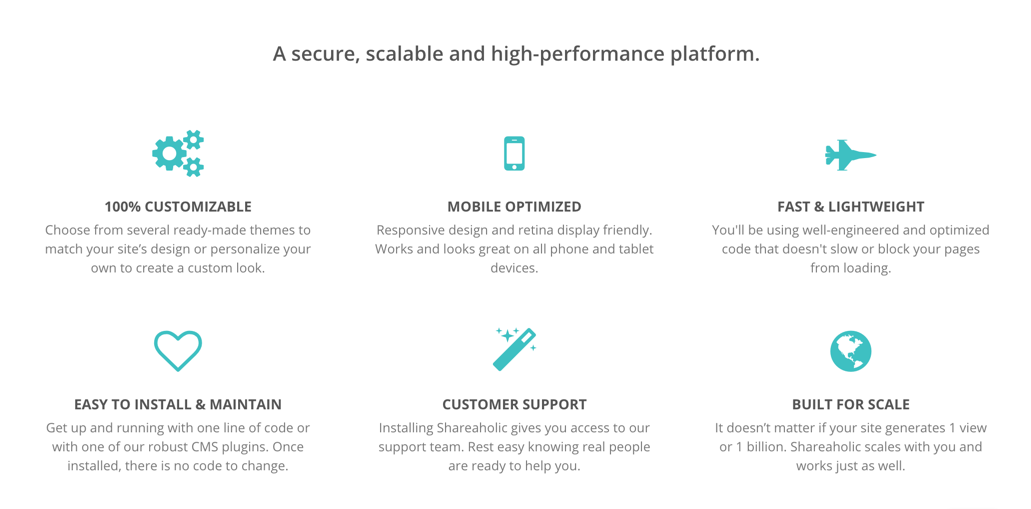 A secure, scalable and high-performance platform.
100% CUSTOMIZABLE
Choose from several ready-made themes to
match your site’s design or personalize your
own to create a custom look.
MOBILE OPTIMIZED
Responsive design and retina display friendly.
Works and looks great on all phone and tablet
devices.
FAST & LIGHTWEIGHT
You'll be using well-engineered and optimized
code that doesn't slow or block your pages
from loading.
EASY TO INSTALL & MAINTAIN
Get up and running with one line of code or
with one of our robust CMS plugins. Once
installed, there is no code to change.
CUSTOMER SUPPORT
Installing Shareaholic gives you access to our
support team. Rest easy knowing real people
are ready to help you.
BUILT FOR SCALE
It doesn’t matter if your site generates 1 view
or 1 billion. Shareaholic scales with you and
works just as well.